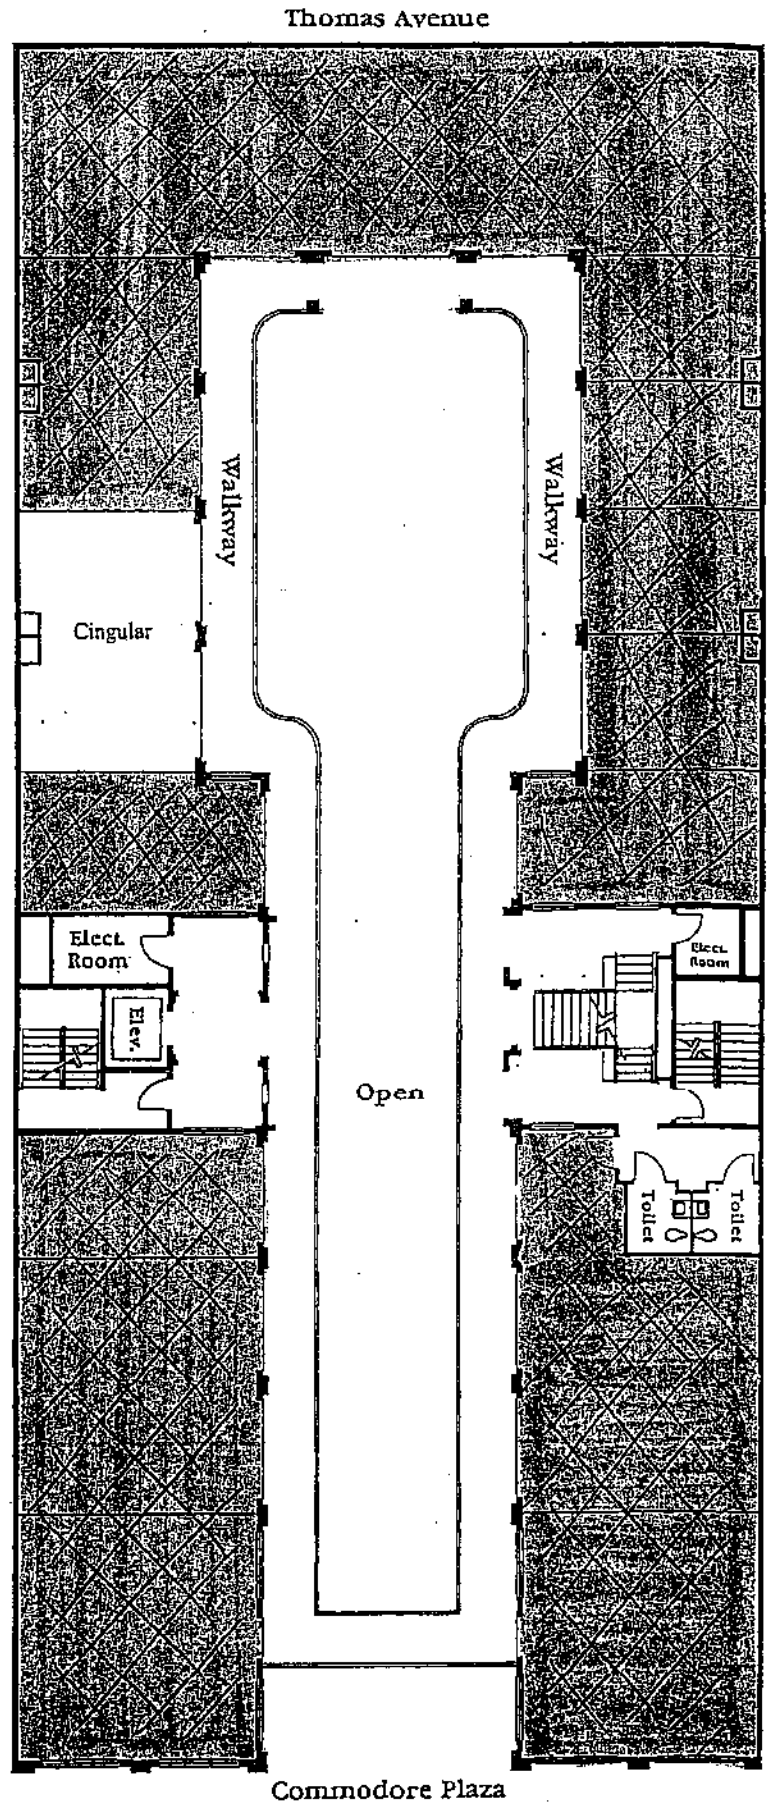 Thomas Avenue
Walkway
Walkway
Cingular
Elect.
Room
Elect.
Room
Elev.
Open
Toilet
Toilet
Commodore Plaza